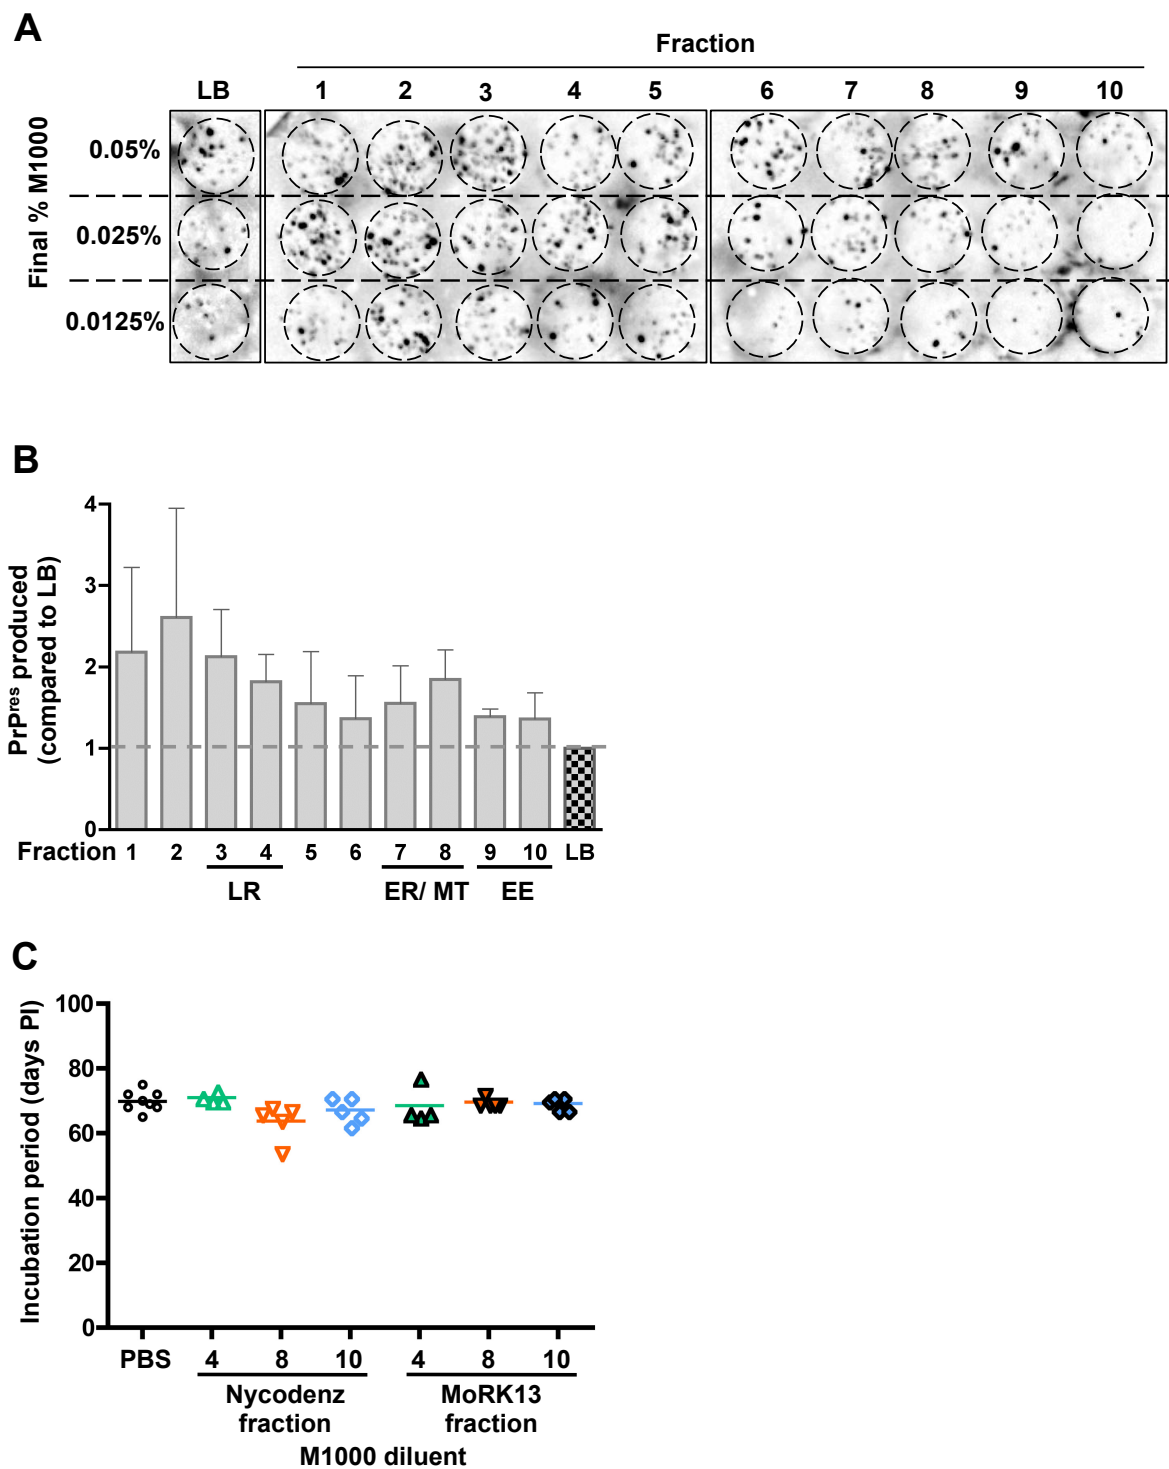 A
Fraction
LB 1 2 3 4 5 6 7 8 9 10
Final % M1000
0.05%
0.025%
0.0125%
B
PrPres produced
(compared to LB)
4
3
2
1
0
Fraction 1 2 3 4 5 6 7 8 9 10 LB
LR ER/ MT EE
C
Incubation period (days PI)
100
80
60
40
20
0
PBS 4 8 10 4 8 10
Nycodenz MoRK13
fraction fraction
M1000 diluent